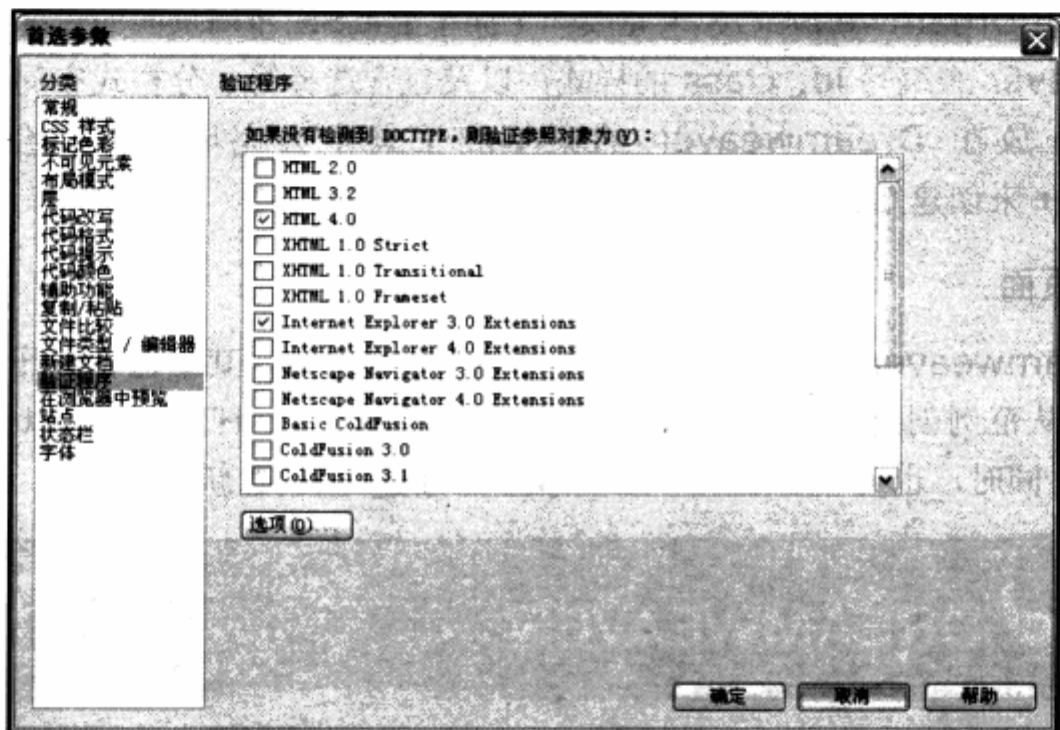 首选参数
分类
常规
CSS 样式
标记色彩
不可见元素
布局模式
层
代码改写
代码格式
代码提示
代码颜色
辅助功能
复制/粘贴
文件比较
文件类型 / 编辑器
新建文档
验证程序
在浏览器中预览
站点
状态栏
字体
验证程序
如果没有检测到 DOCTYPE，则验证参照对象为(V)：
HTML 2.0
HTML 3.2
HTML 4.0
XHTML 1.0 Strict
XHTML 1.0 Transitional
XHTML 1.0 Frameset
Internet Explorer 3.0 Extensions
Internet Explorer 4.0 Extensions
Netscape Navigator 3.0 Extensions
Netscape Navigator 4.0 Extensions
Basic ColdFusion
ColdFusion 3.0
ColdFusion 3.1
选项(O)...
确定
取消
帮助